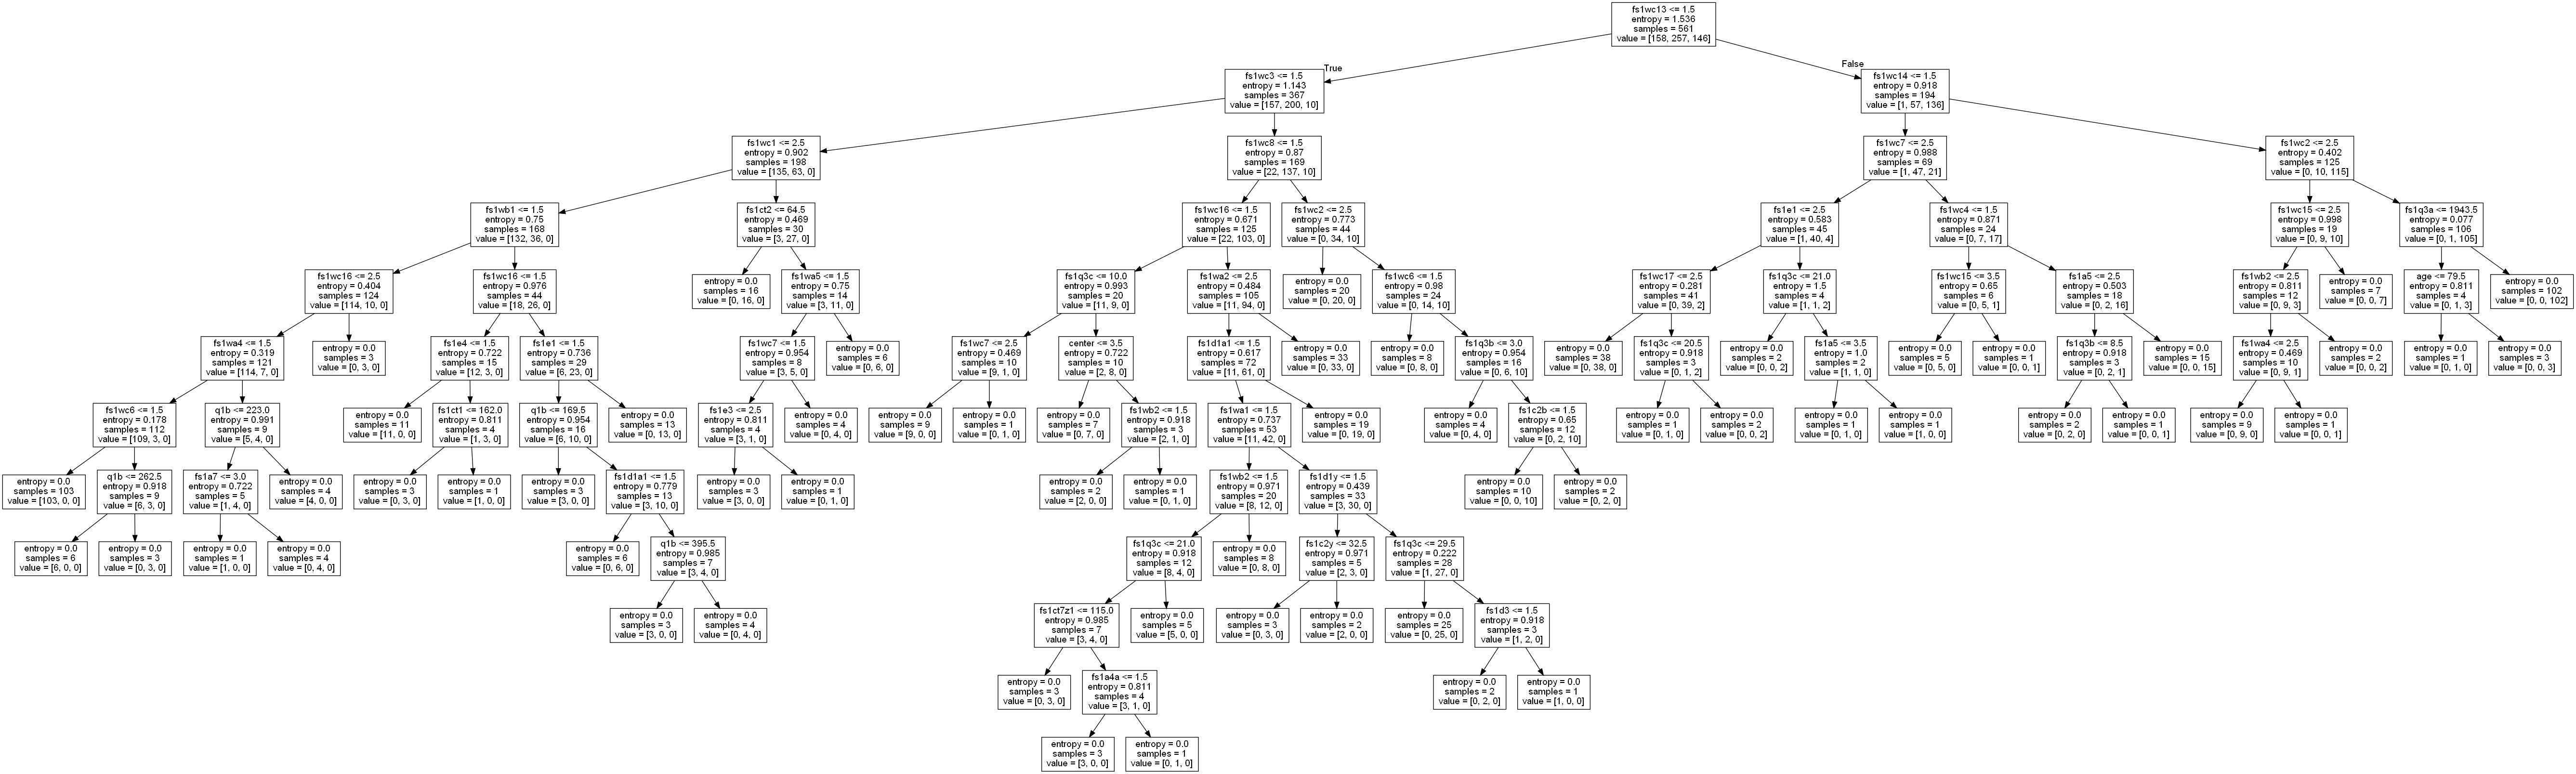 fs1wc13 <= 1.5
entropy = 1.536
samples = 561
value = [158, 257, 146]
True
False
fs1wc3 <= 1.5
entropy = 1.143
samples = 367
value = [157, 200, 10]
fs1wc14 <= 1.5
entropy = 0.918
samples = 194
value = [1, 57, 136]
fs1wc1 <= 2.5
entropy = 0.902
samples = 198
value = [135, 63, 0]
fs1wc8 <= 1.5
entropy = 0.87
samples = 169
value = [22, 137, 10]
fs1wc7 <= 2.5
entropy = 0.988
samples = 69
value = [1, 47, 21]
fs1wc2 <= 2.5
entropy = 0.402
samples = 125
value = [0, 10, 115]
fs1wb1 <= 1.5
entropy = 0.75
samples = 168
value = [132, 36, 0]
fs1ct2 <= 64.5
entropy = 0.469
samples = 30
value = [3, 27, 0]
fs1wc16 <= 1.5
entropy = 0.671
samples = 125
value = [22, 103, 0]
fs1wc2 <= 2.5
entropy = 0.773
samples = 44
value = [0, 34, 10]
fs1e1 <= 2.5
entropy = 0.583
samples = 45
value = [1, 40, 4]
fs1wc4 <= 1.5
entropy = 0.871
samples = 24
value = [0, 7, 17]
fs1wc15 <= 2.5
entropy = 0.998
samples = 19
value = [0, 9, 10]
fs1q3a <= 1943.5
entropy = 0.077
samples = 106
value = [0, 1, 105]
fs1wc16 <= 2.5
entropy = 0.404
samples = 124
value = [114, 10, 0]
fs1wc16 <= 1.5
entropy = 0.976
samples = 44
value = [18, 26, 0]
entropy = 0.0
samples = 16
value = [0, 16, 0]
fs1wa5 <= 1.5
entropy = 0.75
samples = 14
value = [3, 11, 0]
fs1q3c <= 10.0
entropy = 0.993
samples = 20
value = [11, 9, 0]
fs1wa2 <= 2.5
entropy = 0.484
samples = 105
value = [11, 94, 0]
entropy = 0.0
samples = 20
value = [0, 20, 0]
fs1wc6 <= 1.5
entropy = 0.98
samples = 24
value = [0, 14, 10]
fs1wc17 <= 2.5
entropy = 0.281
samples = 41
value = [0, 39, 2]
fs1q3c <= 21.0
entropy = 1.5
samples = 4
value = [1, 1, 2]
fs1wc15 <= 3.5
entropy = 0.65
samples = 6
value = [0, 5, 1]
fs1a5 <= 2.5
entropy = 0.503
samples = 18
value = [0, 2, 16]
fs1wb2 <= 2.5
entropy = 0.811
samples = 12
value = [0, 9, 3]
entropy = 0.0
samples = 7
value = [0, 0, 7]
age <= 79.5
entropy = 0.811
samples = 4
value = [0, 1, 3]
entropy = 0.0
samples = 102
value = [0, 0, 102]
fs1wa4 <= 1.5
entropy = 0.319
samples = 121
value = [114, 7, 0]
entropy = 0.0
samples = 3
value = [0, 3, 0]
fs1e4 <= 1.5
entropy = 0.722
samples = 15
value = [12, 3, 0]
fs1e1 <= 1.5
entropy = 0.736
samples = 29
value = [6, 23, 0]
fs1wc7 <= 1.5
entropy = 0.954
samples = 8
value = [3, 5, 0]
entropy = 0.0
samples = 6
value = [0, 6, 0]
fs1wc7 <= 2.5
entropy = 0.469
samples = 10
value = [9, 1, 0]
center <= 3.5
entropy = 0.722
samples = 10
value = [2, 8, 0]
fs1d1a1 <= 1.5
entropy = 0.617
samples = 72
value = [11, 61, 0]
entropy = 0.0
samples = 33
value = [0, 33, 0]
entropy = 0.0
samples = 8
value = [0, 8, 0]
fs1q3b <= 3.0
entropy = 0.954
samples = 16
value = [0, 6, 10]
entropy = 0.0
samples = 38
value = [0, 38, 0]
fs1q3c <= 20.5
entropy = 0.918
samples = 3
value = [0, 1, 2]
entropy = 0.0
samples = 2
value = [0, 0, 2]
fs1a5 <= 3.5
entropy = 1.0
samples = 2
value = [1, 1, 0]
entropy = 0.0
samples = 5
value = [0, 5, 0]
entropy = 0.0
samples = 1
value = [0, 0, 1]
fs1q3b <= 8.5
entropy = 0.918
samples = 3
value = [0, 2, 1]
entropy = 0.0
samples = 15
value = [0, 0, 15]
fs1wa4 <= 2.5
entropy = 0.469
samples = 10
value = [0, 9, 1]
entropy = 0.0
samples = 2
value = [0, 0, 2]
entropy = 0.0
samples = 1
value = [0, 1, 0]
entropy = 0.0
samples = 3
value = [0, 0, 3]
fs1wc6 <= 1.5
entropy = 0.178
samples = 112
value = [109, 3, 0]
q1b <= 223.0
entropy = 0.991
samples = 9
value = [5, 4, 0]
entropy = 0.0
samples = 11
value = [11, 0, 0]
fs1ct1 <= 162.0
entropy = 0.811
samples = 4
value = [1, 3, 0]
q1b <= 169.5
entropy = 0.954
samples = 16
value = [6, 10, 0]
entropy = 0.0
samples = 13
value = [0, 13, 0]
fs1e3 <= 2.5
entropy = 0.811
samples = 4
value = [3, 1, 0]
entropy = 0.0
samples = 4
value = [0, 4, 0]
entropy = 0.0
samples = 9
value = [9, 0, 0]
entropy = 0.0
samples = 1
value = [0, 1, 0]
entropy = 0.0
samples = 7
value = [0, 7, 0]
fs1wb2 <= 1.5
entropy = 0.918
samples = 3
value = [2, 1, 0]
fs1wa1 <= 1.5
entropy = 0.737
samples = 53
value = [11, 42, 0]
entropy = 0.0
samples = 19
value = [0, 19, 0]
entropy = 0.0
samples = 4
value = [0, 4, 0]
fs1c2b <= 1.5
entropy = 0.65
samples = 12
value = [0, 2, 10]
entropy = 0.0
samples = 1
value = [0, 1, 0]
entropy = 0.0
samples = 2
value = [0, 0, 2]
entropy = 0.0
samples = 1
value = [0, 1, 0]
entropy = 0.0
samples = 1
value = [1, 0, 0]
entropy = 0.0
samples = 2
value = [0, 2, 0]
entropy = 0.0
samples = 1
value = [0, 0, 1]
entropy = 0.0
samples = 9
value = [0, 9, 0]
entropy = 0.0
samples = 1
value = [0, 0, 1]
entropy = 0.0
samples = 103
value = [103, 0, 0]
q1b <= 262.5
entropy = 0.918
samples = 9
value = [6, 3, 0]
fs1a7 <= 3.0
entropy = 0.722
samples = 5
value = [1, 4, 0]
entropy = 0.0
samples = 4
value = [4, 0, 0]
entropy = 0.0
samples = 3
value = [0, 3, 0]
entropy = 0.0
samples = 1
value = [1, 0, 0]
entropy = 0.0
samples = 3
value = [3, 0, 0]
fs1d1a1 <= 1.5
entropy = 0.779
samples = 13
value = [3, 10, 0]
entropy = 0.0
samples = 3
value = [3, 0, 0]
entropy = 0.0
samples = 1
value = [0, 1, 0]
entropy = 0.0
samples = 2
value = [2, 0, 0]
entropy = 0.0
samples = 1
value = [0, 1, 0]
fs1wb2 <= 1.5
entropy = 0.971
samples = 20
value = [8, 12, 0]
fs1d1y <= 1.5
entropy = 0.439
samples = 33
value = [3, 30, 0]
entropy = 0.0
samples = 10
value = [0, 0, 10]
entropy = 0.0
samples = 2
value = [0, 2, 0]
entropy = 0.0
samples = 6
value = [6, 0, 0]
entropy = 0.0
samples = 3
value = [0, 3, 0]
entropy = 0.0
samples = 1
value = [1, 0, 0]
entropy = 0.0
samples = 4
value = [0, 4, 0]
entropy = 0.0
samples = 6
value = [0, 6, 0]
q1b <= 395.5
entropy = 0.985
samples = 7
value = [3, 4, 0]
fs1q3c <= 21.0
entropy = 0.918
samples = 12
value = [8, 4, 0]
entropy = 0.0
samples = 8
value = [0, 8, 0]
fs1c2y <= 32.5
entropy = 0.971
samples = 5
value = [2, 3, 0]
fs1q3c <= 29.5
entropy = 0.222
samples = 28
value = [1, 27, 0]
entropy = 0.0
samples = 3
value = [3, 0, 0]
entropy = 0.0
samples = 4
value = [0, 4, 0]
fs1ct7z1 <= 115.0
entropy = 0.985
samples = 7
value = [3, 4, 0]
entropy = 0.0
samples = 5
value = [5, 0, 0]
entropy = 0.0
samples = 3
value = [0, 3, 0]
entropy = 0.0
samples = 2
value = [2, 0, 0]
entropy = 0.0
samples = 25
value = [0, 25, 0]
fs1d3 <= 1.5
entropy = 0.918
samples = 3
value = [1, 2, 0]
entropy = 0.0
samples = 3
value = [0, 3, 0]
fs1a4a <= 1.5
entropy = 0.811
samples = 4
value = [3, 1, 0]
entropy = 0.0
samples = 2
value = [0, 2, 0]
entropy = 0.0
samples = 1
value = [1, 0, 0]
entropy = 0.0
samples = 3
value = [3, 0, 0]
entropy = 0.0
samples = 1
value = [0, 1, 0]